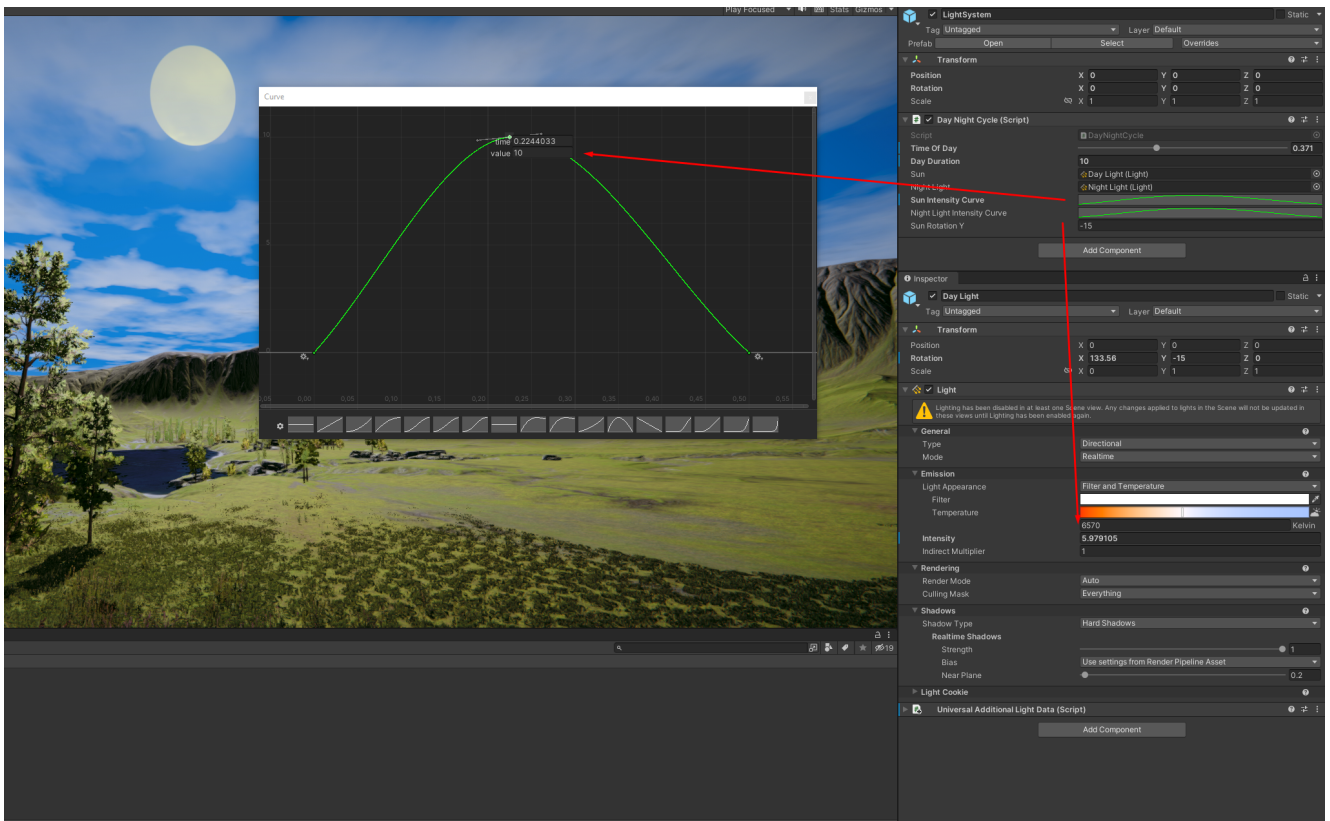 Play Focused Stats Gizmos
Curve
10
time 0.2244033
value 10
5
0
0,05 0,00 0,05 0,10 0,15 0,20 0,25 0,30 0,35 0,40 0,45 0,50 0,55
19
LightSystem Static
Tag Untagged Layer Default
Prefab Open Select Overrides
Transform
Position X 0 Y 0 Z 0
Rotation X 0 Y 0 Z 0
Scale X 1 Y 1 Z 1
# Day Night Cycle (Script)
Script DayNightCycle
Time Of Day 0.371
Day Duration 10
Sun Day Light (Light)
Night Light Night Light (Light)
Sun Intensity Curve
Night Light Intensity Curve
Sun Rotation Y -15
Add Component
Inspector
Day Light Static
Tag Untagged Layer Default
Transform
Position X 0 Y 0 Z 0
Rotation X 133.56 Y -15 Z 0
Scale X 0 Y 1 Z 1
Light
Lighting has been disabled in at least one Scene view. Any changes applied to lights in the Scene will not be updated in
these views until Lighting has been enabled again.
General
Type Directional
Mode Realtime
Emission
Light Appearance Filter and Temperature
Filter
Temperature
6570 Kelvin
Intensity 5.979105
Indirect Multiplier 1
Rendering
Render Mode Auto
Culling Mask Everything
Shadows
Shadow Type Hard Shadows
Realtime Shadows
Strength 1
Bias Use settings from Render Pipeline Asset
Near Plane 0.2
Light Cookie
Universal Additional Light Data (Script)
Add Component